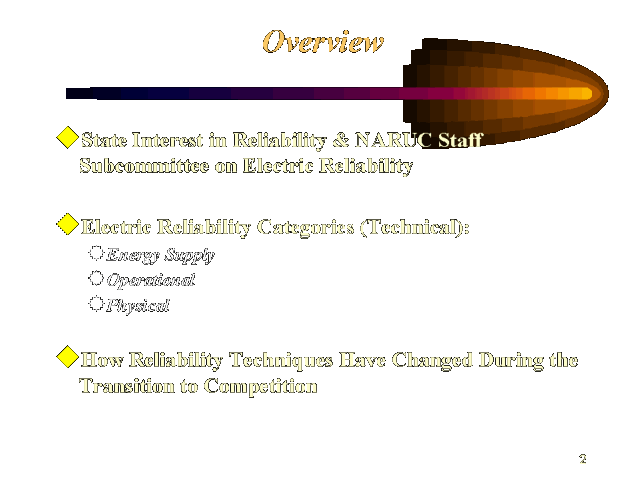 Overview
State Interest in Reliability & NARUC Staff
Subcommittee on Electric Reliability
Electric Reliability Categories (Technical):
Energy Supply
Operational
Physical
How Reliability Techniques Have Changed During the
Transition to Competition
2